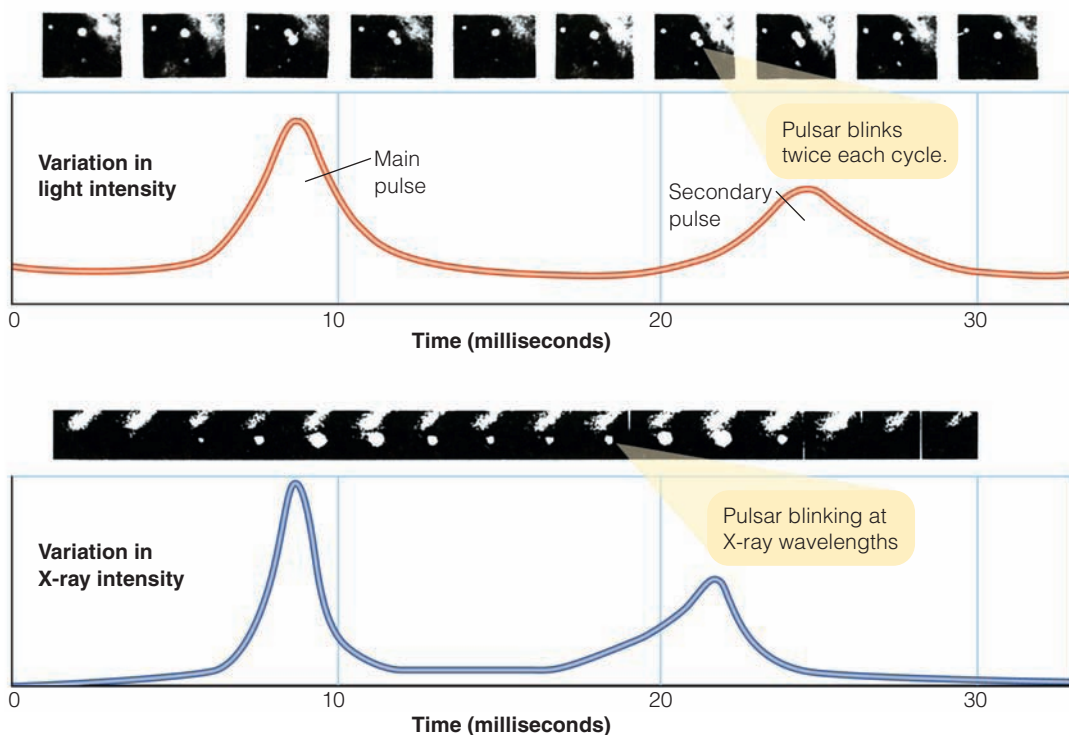 Pulsar blinks
twice each cycle.
Variation in
light intensity
Main
pulse
Secondary
pulse
0
10
20
30
Time (milliseconds)
Pulsar blinking at
X-ray wavelengths
Variation in
X-ray intensity
0
10
20
30
Time (milliseconds)